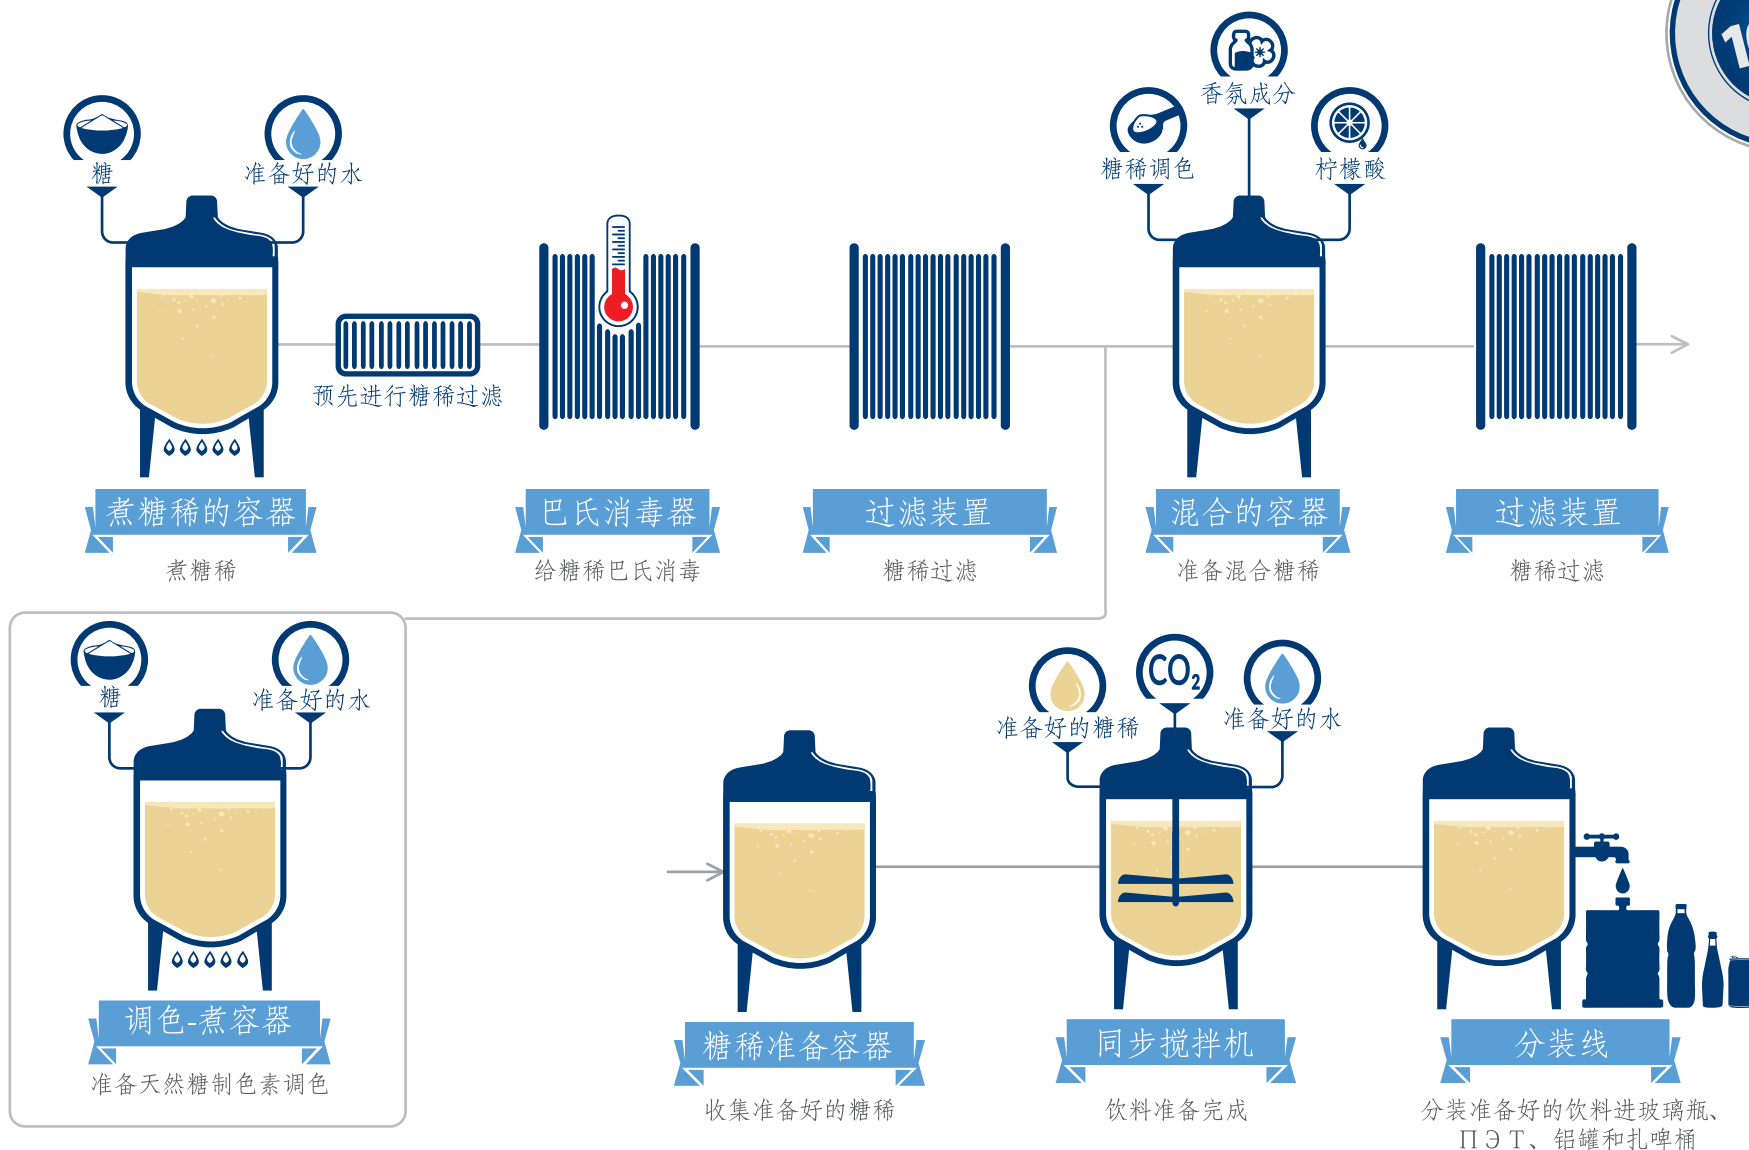 香氛成分
糖
准备好的水
糖稀调色
柠檬酸
预先进行糖稀过滤
煮糖稀的容器
巴氏消毒器
过滤装置
混合的容器
过滤装置
煮糖稀
给糖稀巴氏消毒
糖稀过滤
准备混合糖稀
糖稀过滤
糖
准备好的水
准备好的糖稀
CO₂
准备好的水
调色-煮容器
准备天然糖制色素调色
糖稀准备容器
同步搅拌机
分装线
收集准备好的糖稀
饮料准备完成
分装准备好的饮料进玻璃瓶、
ПЭТ、铝罐和扎啤桶